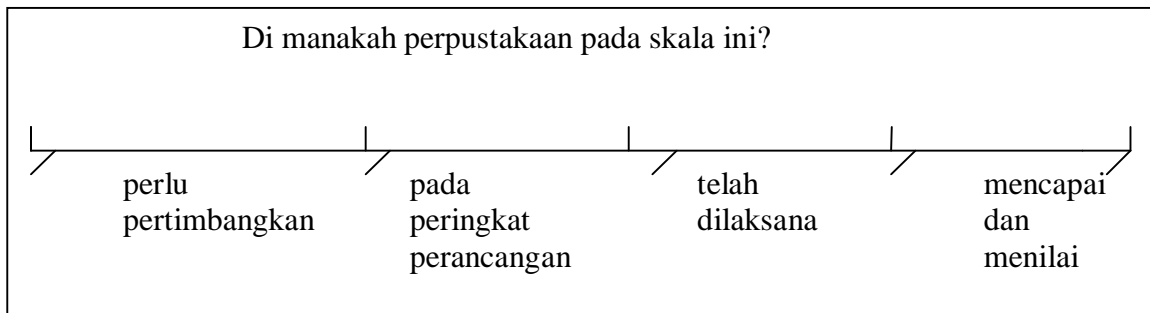 Di manakah perpustakaan pada skala ini?
perlu
pertimbangkan
pada
peringkat
perancangan
telah
dilaksana
mencapai
dan
menilai